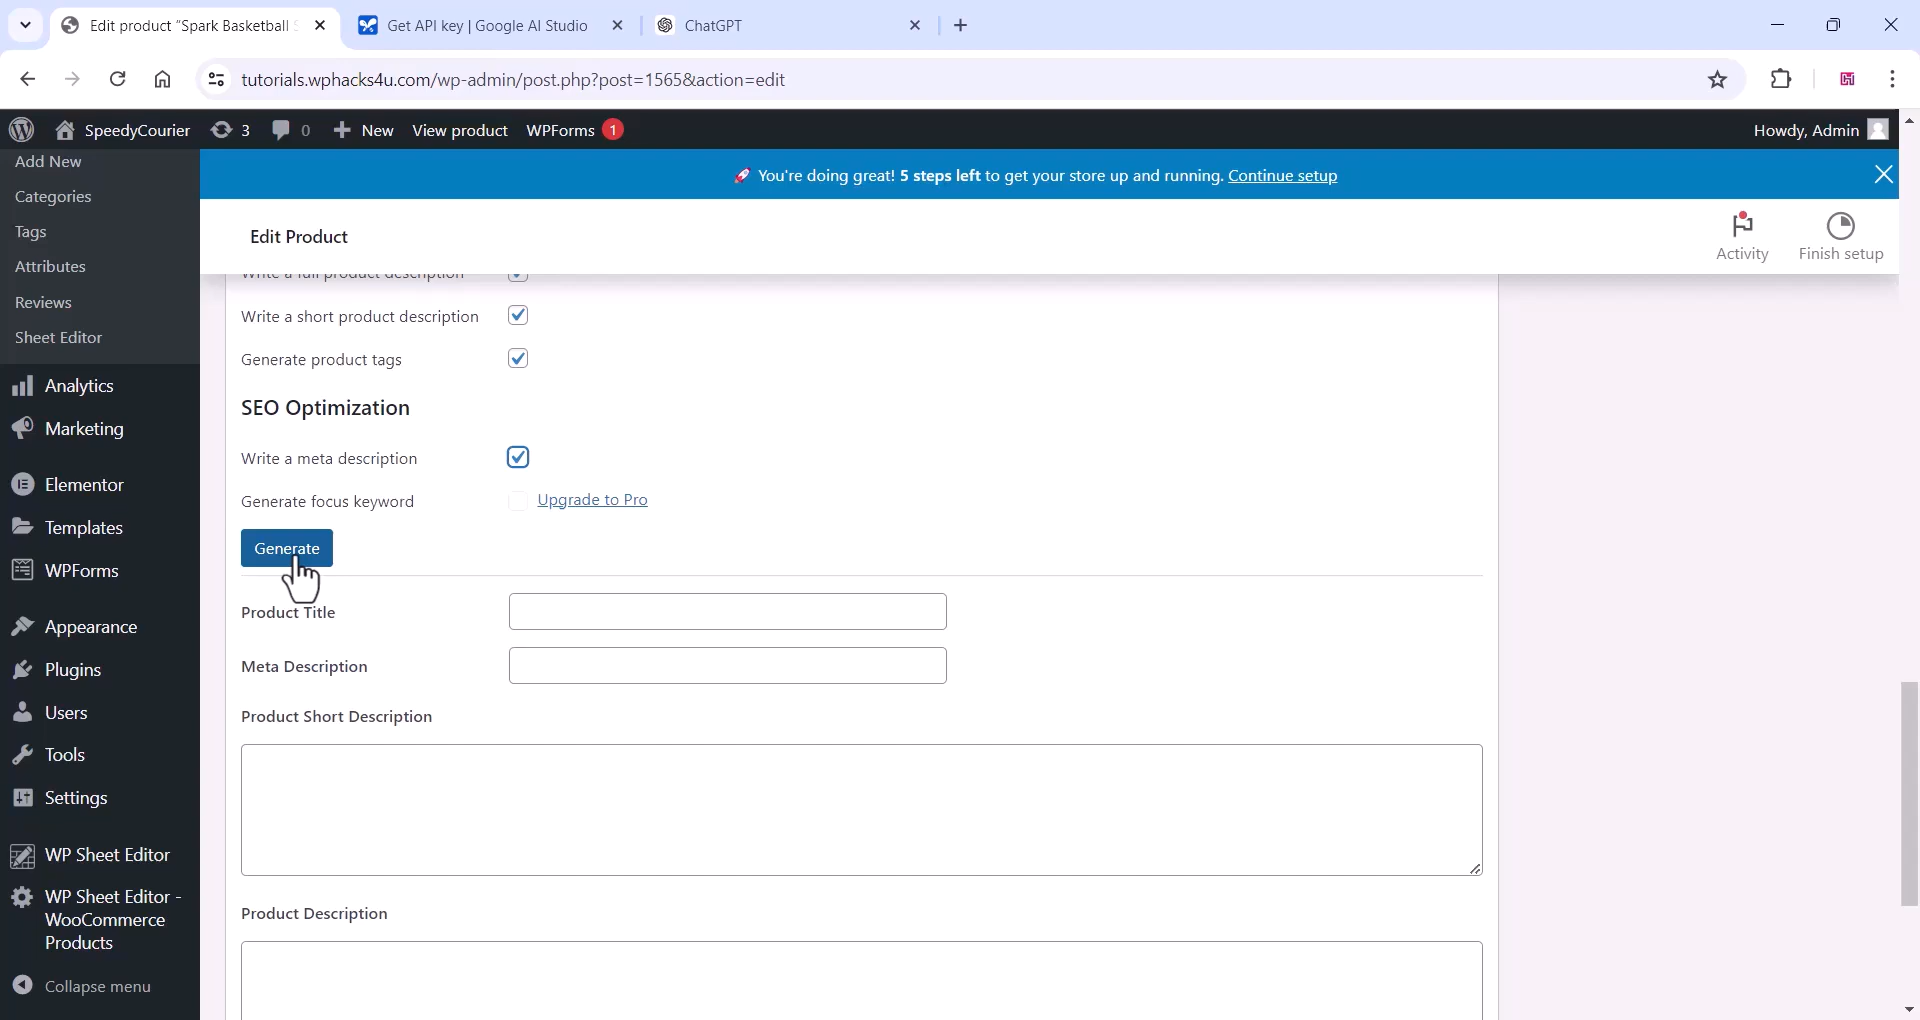 Edit product "Spark Basketball S
Get API key | Google AI Studio
ChatGPT
tutorials.wphacks4u.com/wp-admin/post.php?post=1565&action=edit
SpeedyCourier
3
0
New
View product
WPForms 1
Howdy, Admin
Add New
Categories
Tags
Attributes
Reviews
Sheet Editor
Analytics
Marketing
Elementor
Templates
WPForms
Appearance
Plugins
Users
Tools
Settings
WP Sheet Editor
WP Sheet Editor -
WooCommerce
Products
Collapse menu
🚀 You're doing great! 5 steps left to get your store up and running. Continue setup
Edit Product
Activity
Finish setup
Write a full product description
Write a short product description
Generate product tags
SEO Optimization
Write a meta description
Generate focus keyword
Upgrade to Pro
Generate
Product Title
Meta Description
Product Short Description
Product Description